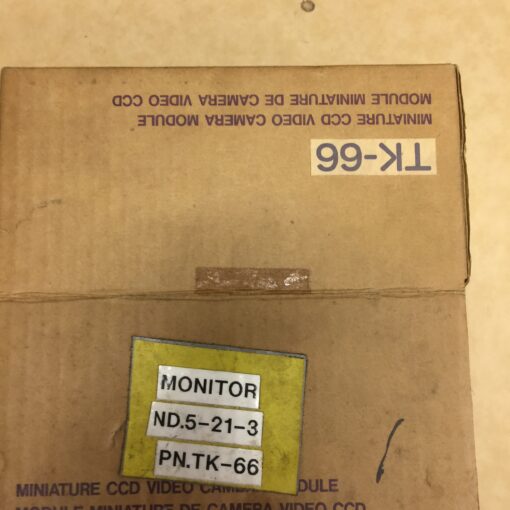 MODULE MINIATURE DE CAMERA VIDEO CCD
MINIATURE CCD VIDEO CAMERA MODULE
TK-66
MONITOR
ND.5-21-3
PN.TK-66
MINIATURE CCD VIDEO CAMERA MODULE
MODULE MINIATURE DE CAMERA VIDEO CCD